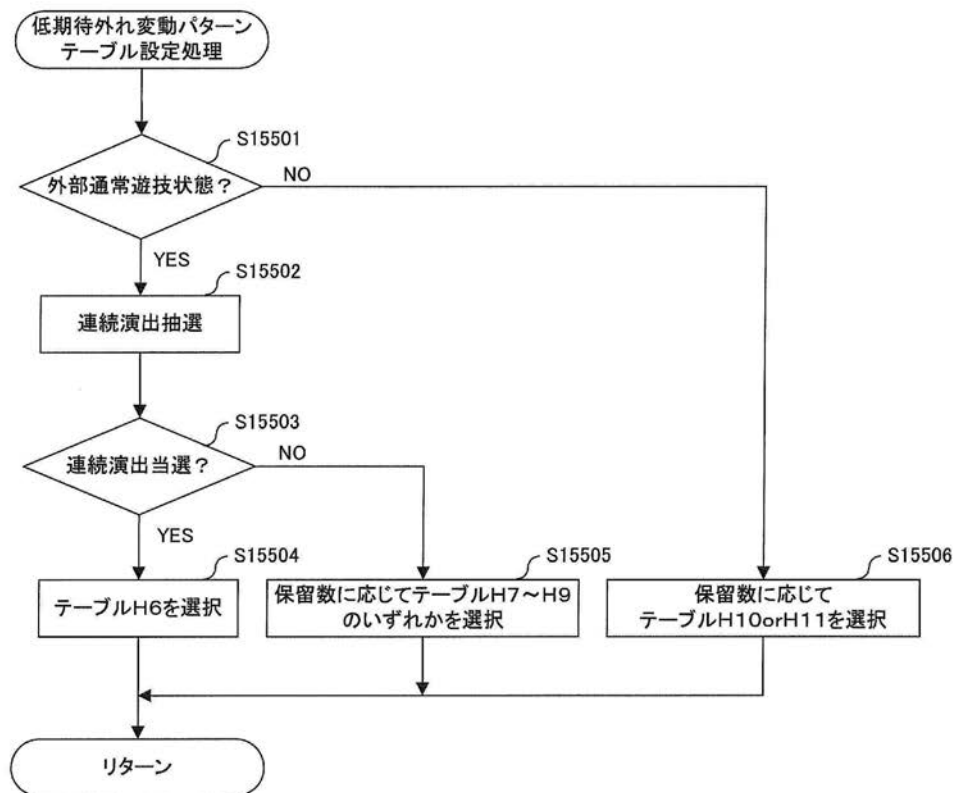 低期待外れ変動パターン
テーブル設定処理
S15501
外部通常遊技状態?
NO
YES
S15502
連続演出抽選
S15503
連続演出当選?
NO
YES
S15504
テーブルH6を選択
S15505
保留数に応じてテーブルH7～H9
のいずれかを選択
S15506
保留数に応じて
テーブルH10orH11を選択
リターン